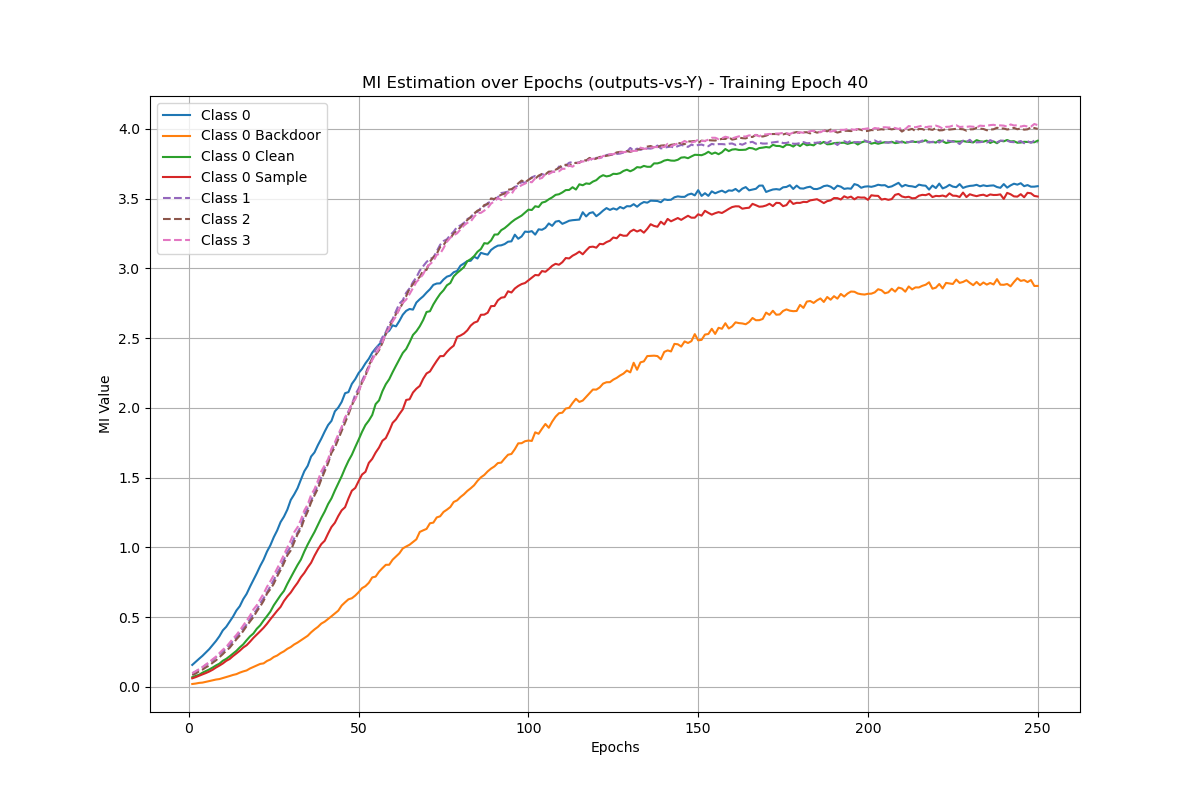 MI Estimation over Epochs (outputs-vs-Y) - Training Epoch 40
Class 0
Class 0 Backdoor
Class 0 Clean
Class 0 Sample
Class 1
Class 2
Class 3
MI Value
4.0
3.5
3.0
2.5
2.0
1.5
1.0
0.5
0.0
0
50
100
150
200
250
Epochs